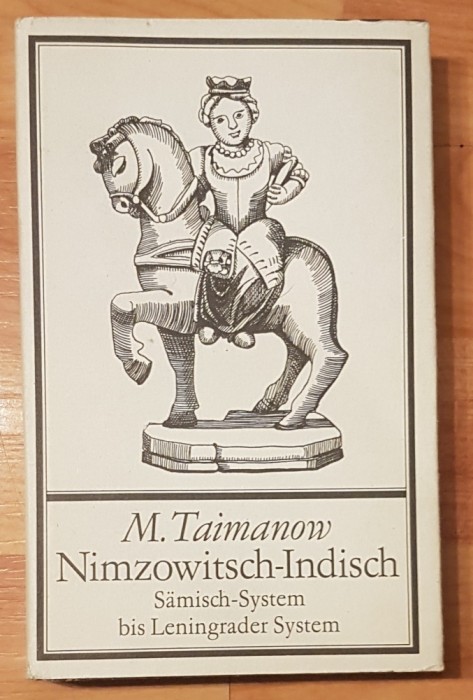 M. Taimanow
Nimzowitsch-Indisch
Sämisch-System
bis Leningrader System